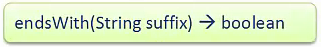 endsWith(String suffix) → boolean